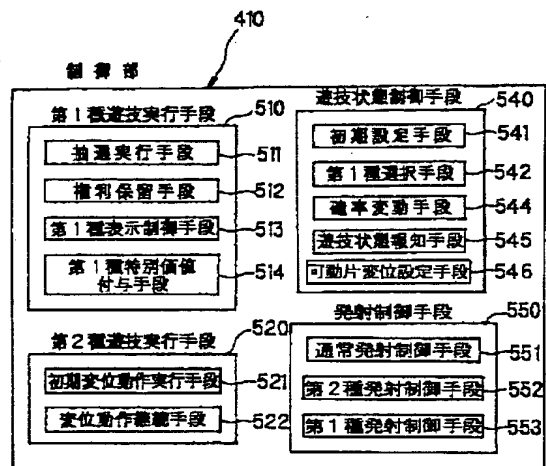 410
制御部
第1種遊技実行手段 510
抽選実行手段 511
権利保留手段 512
第1種表示制御手段 513
第1種特別価値
付与手段 514
第2種遊技実行手段 520
初期変位動作実行手段 521
変位動作継続手段 522
遊技状態制御手段 540
初期設定手段 541
第1種選択手段 542
確率変動手段 544
遊技状態報知手段 545
可動片変位設定手段 546
発射制御手段 550
通常発射制御手段 551
第2種発射制御手段 552
第1種発射制御手段 553